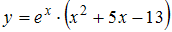 y = e^x · (x^2 + 5x − 13)